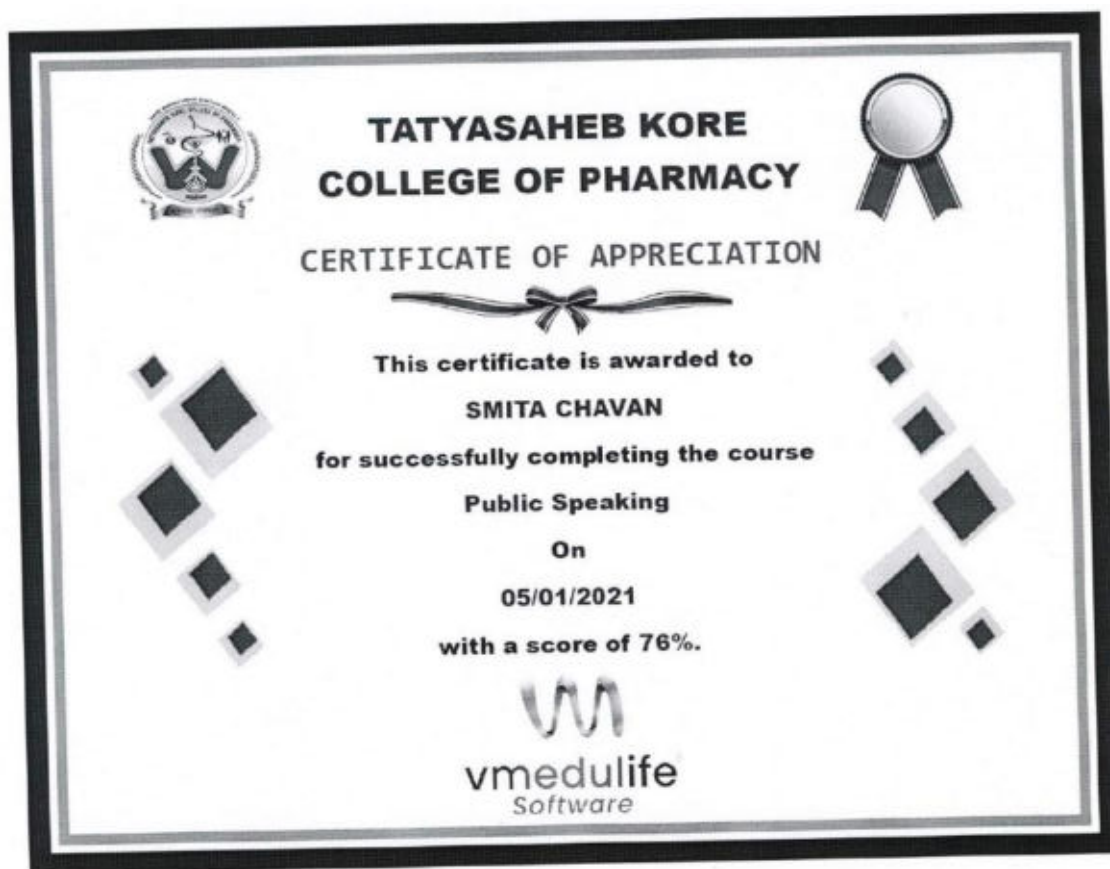 TATYASAHEB KORE
COLLEGE OF PHARMACY
CERTIFICATE OF APPRECIATION
This certificate is awarded to
SMITA CHAVAN
for successfully completing the course
Public Speaking
On
05/01/2021
with a score of 76%.
vmedulife
Software